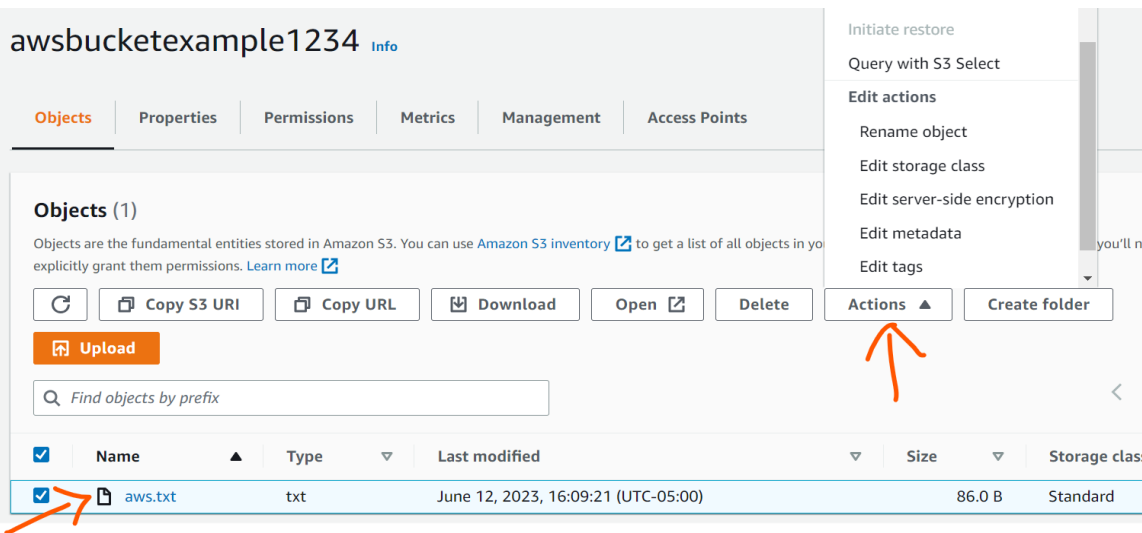 awsbucketexample1234 Info
Initiate restore
Query with S3 Select
Edit actions
Rename object
Edit storage class
Edit server-side encryption
Edit metadata
Edit tags
Objects Properties Permissions Metrics Management Access Points
Objects (1)
Objects are the fundamental entities stored in Amazon S3. You can use Amazon S3 inventory to get a list of all objects in yo you'll n
explicitly grant them permissions. Learn more
Copy S3 URI Copy URL Download Open Delete Actions Create folder
Upload
Find objects by prefix
Name Type Last modified Size Storage clas
aws.txt txt June 12, 2023, 16:09:21 (UTC-05:00) 86.0 B Standard